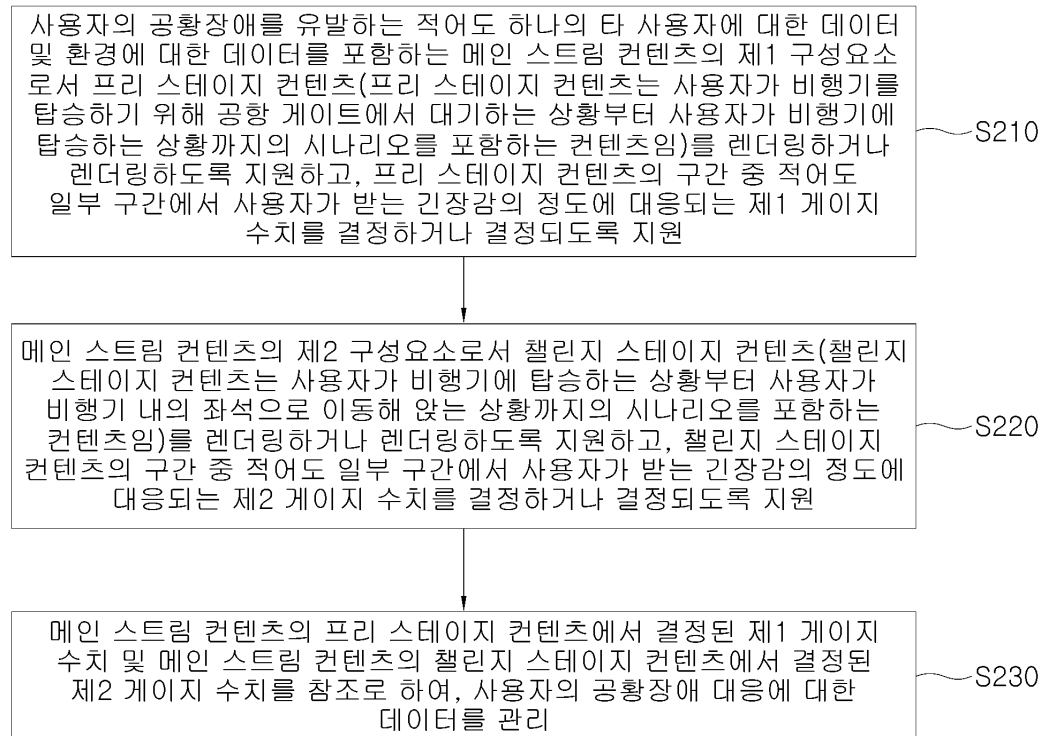 사용자의 공황장애를 유발하는 적어도 하나의 타 사용자에 대한 데이터
및 환경에 대한 데이터를 포함하는 메인 스트림 컨텐츠의 제1 구성요소
로서 프리 스테이지 컨텐츠(프리 스테이지 컨텐츠는 사용자가 비행기를
탑승하기 위해 공항 게이트에서 대기하는 상황부터 사용자가 비행기에
탑승하는 상황까지의 시나리오를 포함하는 컨텐츠임)를 렌더링하거나
렌더링하도록 지원하고, 프리 스테이지 컨텐츠의 구간 중 적어도
일부 구간에서 사용자가 받는 긴장감의 정도에 대응되는 제1 게이지
수치를 결정하거나 결정되도록 지원
S210
메인 스트림 컨텐츠의 제2 구성요소로서 챌린지 스테이지 컨텐츠(챌린지
스테이지 컨텐츠는 사용자가 비행기에 탑승하는 상황부터 사용자가
비행기 내의 좌석으로 이동해 앉는 상황까지의 시나리오를 포함하는
컨텐츠임)를 렌더링하거나 렌더링하도록 지원하고, 챌린지 스테이지
컨텐츠의 구간 중 적어도 일부 구간에서 사용자가 받는 긴장감의 정도에
대응되는 제2 게이지 수치를 결정하거나 결정되도록 지원
S220
메인 스트림 컨텐츠의 프리 스테이지 컨텐츠에서 결정된 제1 게이지
수치 및 메인 스트림 컨텐츠의 챌린지 스테이지 컨텐츠에서 결정된
제2 게이지 수치를 참조로 하여, 사용자의 공황장애 대응에 대한
데이터를 관리
S230